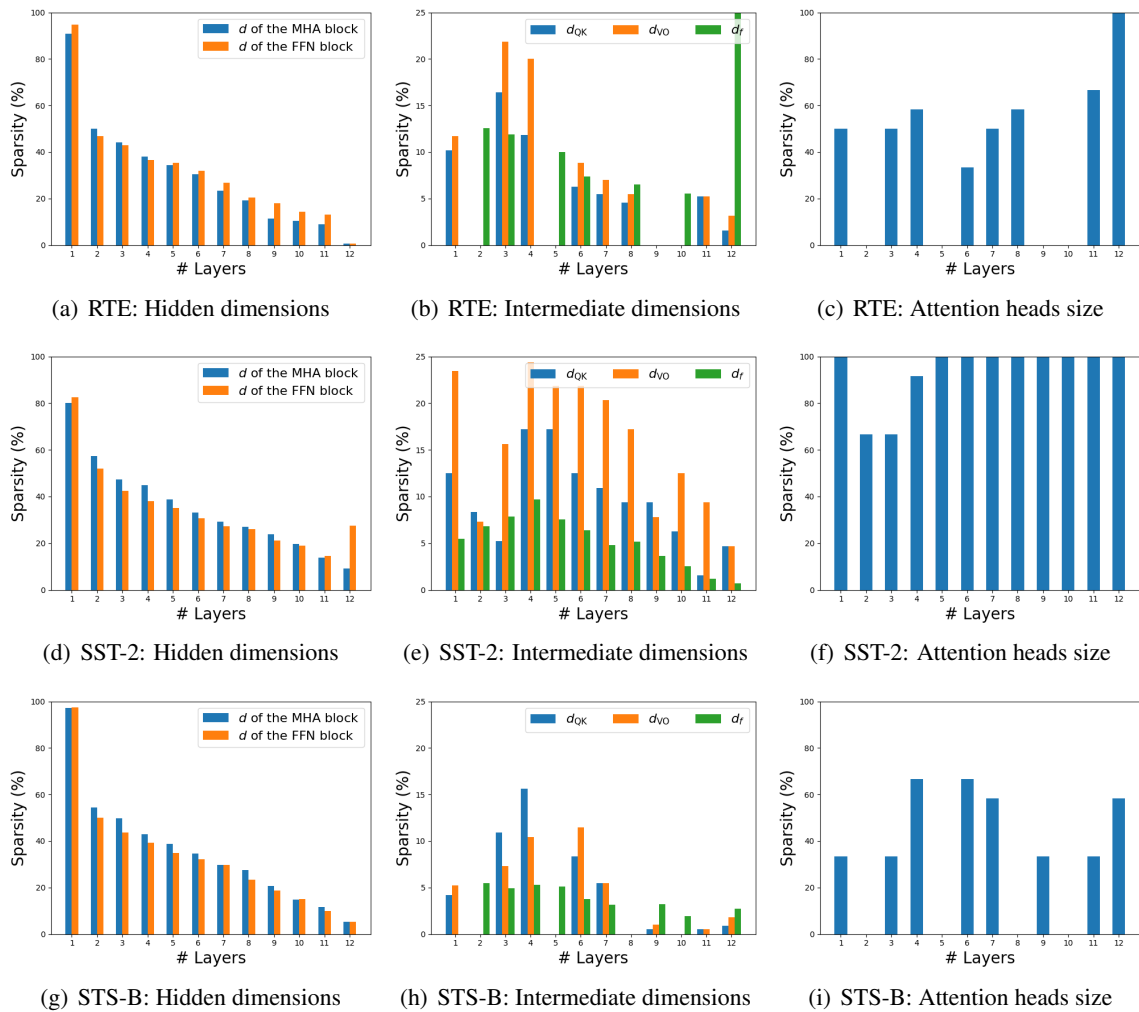 100
80
60
40
20
0
Sparsity (%)
d of the MHA block
d of the FFN block
1 2 3 4 5 6 7 8 9 10 11 12
# Layers
(a) RTE: Hidden dimensions
25
20
15
10
5
0
Sparsity (%)
dQK dVO df
1 2 3 4 5 6 7 8 9 10 11 12
# Layers
(b) RTE: Intermediate dimensions
100
80
60
40
20
0
Sparsity (%)
1 2 3 4 5 6 7 8 9 10 11 12
# Layers
(c) RTE: Attention heads size
100
80
60
40
20
0
Sparsity (%)
d of the MHA block
d of the FFN block
1 2 3 4 5 6 7 8 9 10 11 12
# Layers
(d) SST-2: Hidden dimensions
25
20
15
10
5
0
Sparsity (%)
dQK dVO df
1 2 3 4 5 6 7 8 9 10 11 12
# Layers
(e) SST-2: Intermediate dimensions
100
80
60
40
20
0
Sparsity (%)
1 2 3 4 5 6 7 8 9 10 11 12
# Layers
(f) SST-2: Attention heads size
100
80
60
40
20
0
Sparsity (%)
d of the MHA block
d of the FFN block
1 2 3 4 5 6 7 8 9 10 11 12
# Layers
(g) STS-B: Hidden dimensions
25
20
15
10
5
0
Sparsity (%)
dQK dVO df
1 2 3 4 5 6 7 8 9 10 11 12
# Layers
(h) STS-B: Intermediate dimensions
100
80
60
40
20
0
Sparsity (%)
1 2 3 4 5 6 7 8 9 10 11 12
# Layers
(i) STS-B: Attention heads size